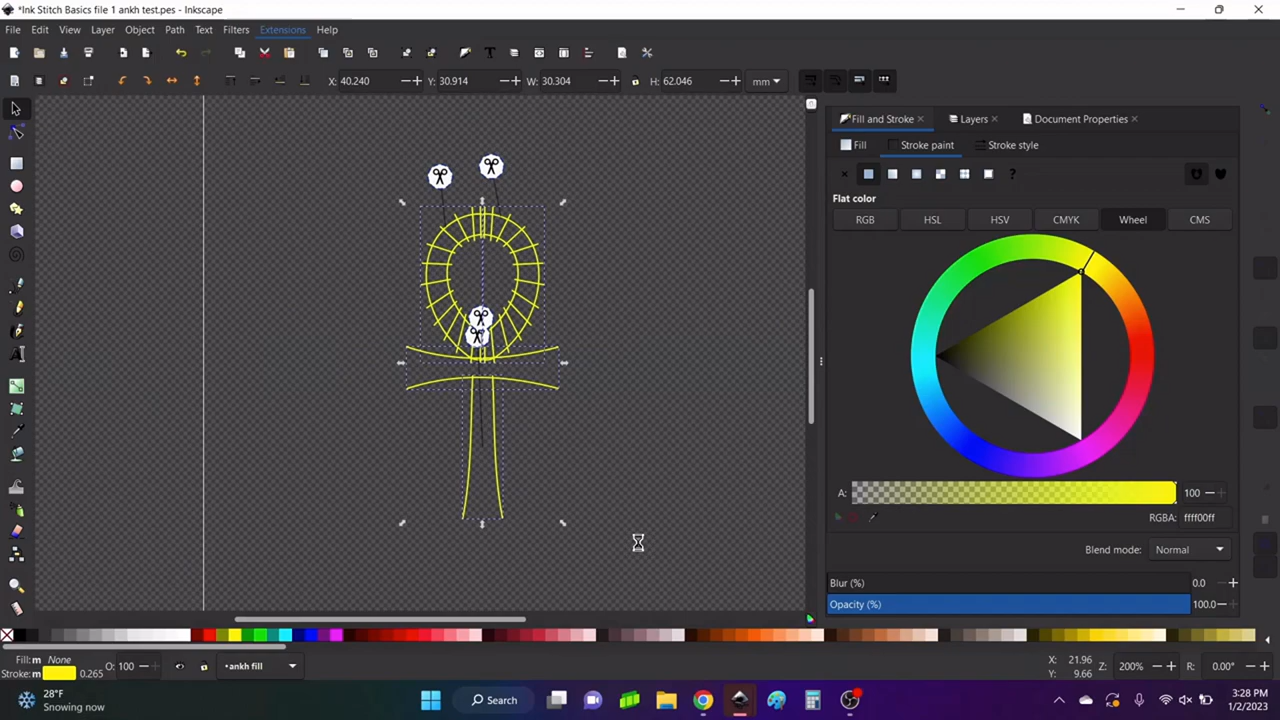 *Ink Stitch Basics file 1 ankh test.pes - Inkscape
File Edit View Layer Object Path Text Filters Extensions Help
X: 40.240 Y: 30.914 W: 30.304 H: 62.046 mm
Fill and Stroke Layers Document Properties
Fill Stroke paint Stroke style
?
Flat color
RGB HSL HSV CMYK Wheel CMS
A: 100
RGBA: ffff00ff
Blend mode: Normal
Blur (%) 0.0
Opacity (%) 100.0
Fill: m None
Stroke: m 0.265
O: 100
•ankh fill
X: 21.96
Y: 9.66
Z: 200%
R: 0.00°
28°F
Snowing now
Search
3:28 PM
1/2/2023